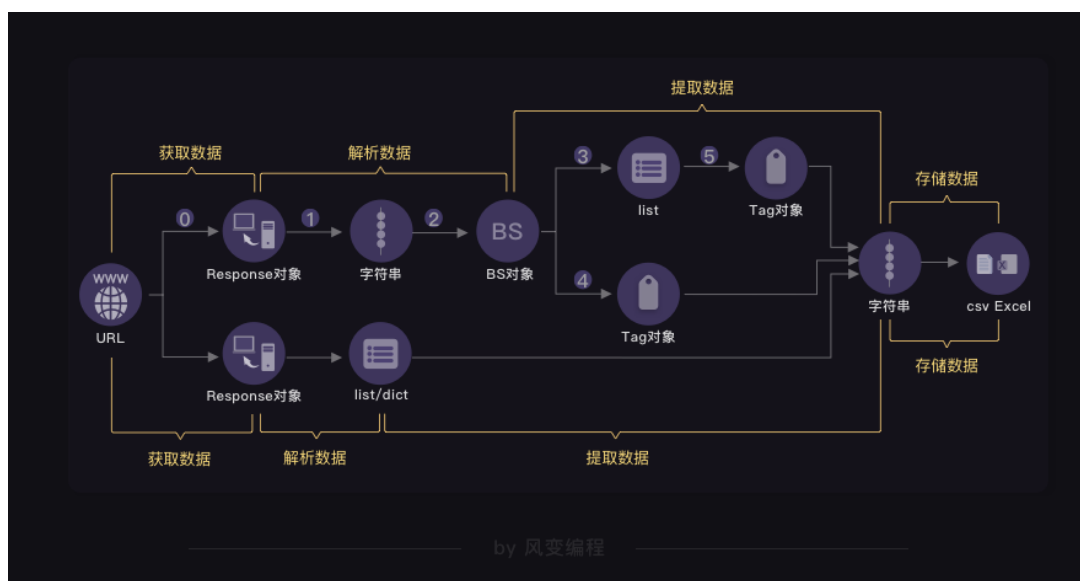 提取数据
获取数据
解析数据
存储数据
0
1
2
3
4
5
www
URL
Response对象
字符串
BS
BS对象
list
Tag对象
Tag对象
字符串
X
csv Excel
Response对象
list/dict
存储数据
获取数据
解析数据
提取数据
by 风变编程